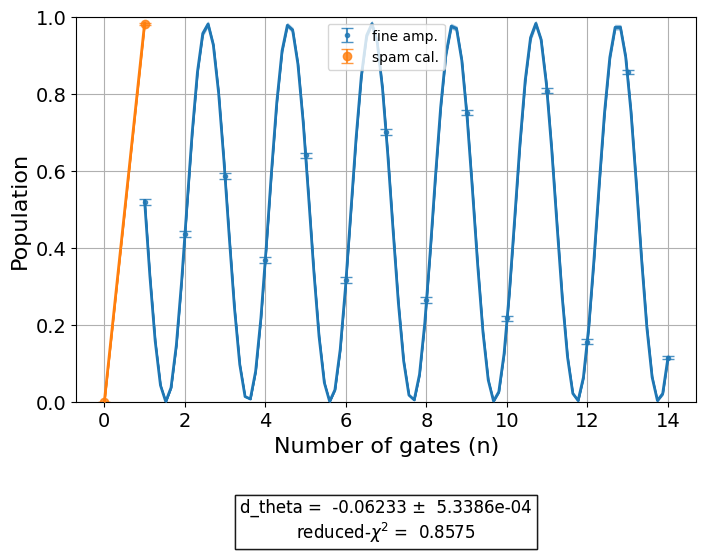 1.0
0.8
0.6
0.4
0.2
0.0
Population
fine amp.
spam cal.
0 2 4 6 8 10 12 14
Number of gates (n)
d_theta = -0.06233 ± 5.3386e-04
reduced-χ² = 0.8575